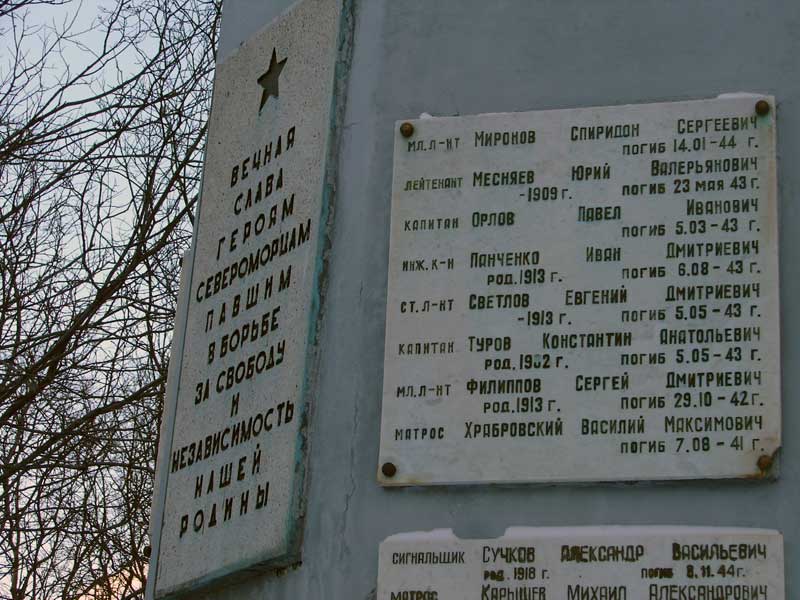 ВЕЧНАЯ
СЛАВА
ГЕРОЯМ
СЕВЕРОМОРЦАМ
ПАВШИМ
В БОРЬБЕ
ЗА СВОБОДУ
И
НЕЗАВИСИМОСТЬ
НАШЕЙ
РОДИНЫ
МЛ. Л-НТ МИРОНОВ СПИРИДОН СЕРГЕЕВИЧ
ПОГИБ 14.01-44 Г.
ЛЕЙТЕНАНТ МЕСНЯЕВ ЮРИЙ ВАЛЕРЬЯНОВИЧ
-1909 Г. ПОГИБ 23 МАЯ 43 Г.
КАПИТАН ОРЛОВ ПАВЕЛ ИВАНОВИЧ
ПОГИБ 5.03-43 Г.
ИНЖ. К-Н ПАНЧЕНКО ИВАН ДМИТРИЕВИЧ
РОД. 1913 Г. ПОГИБ 6.08-43 Г.
СТ. Л-НТ СВЕТЛОВ ЕВГЕНИЙ ДМИТРИЕВИЧ
-1913 Г. ПОГИБ 5.05-43 Г.
КАПИТАН ТУРОВ КОНСТАНТИН АНАТОЛЬЕВИЧ
РОД. Г. ПОГИБ 5.05-43 Г.
МЛ. Л-НТ ФИЛИППОВ СЕРГЕЙ ДМИТРИЕВИЧ
РОД. 1913 Г. ПОГИБ 29.10-42 Г.
МАТРОС ХРАБРОВСКИЙ ВАСИЛИЙ МАКСИМОВИЧ
ПОГИБ 7.08-41 Г.
СИГНАЛЬЩИК СУЧКОВ АЛЕКСАНДР ВАСИЛЬЕВИЧ
РОД. 1918 Г. ПОГИБ 8.11.44 Г.
МАТРОС КАРЫШЕВ МИХАИЛ АЛЕКСАНДРОВИЧ